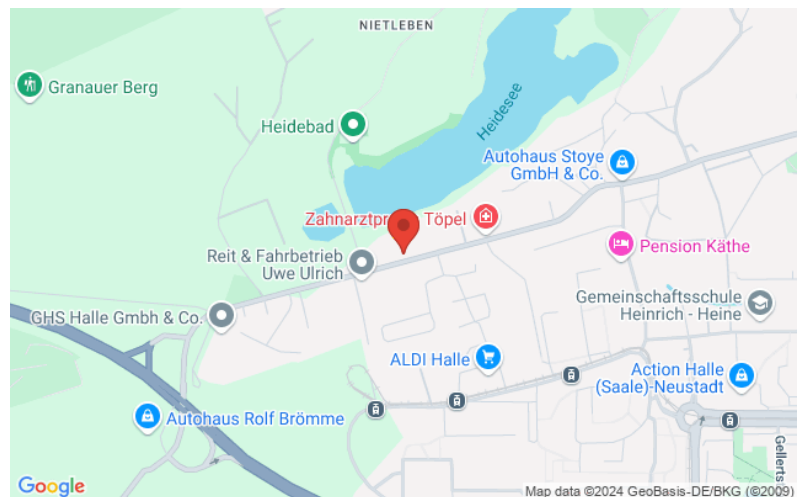 NIETLEBEN
Granauer Berg
Heidebad
Heidesee
Autohaus Stoye
GmbH & Co.
Zahnarztpr
Töpel
Pension Käthe
Reit & Fahrbetrieb
Uwe Ulrich
Gemeinschaftsschule
Heinrich - Heine
GHS Halle Gmbh & Co.
ALDI Halle
Action Halle
(Saale)-Neustadt
Autohaus Rolf Brömme
Gellerts
Google
Map data ©2024 GeoBasis-DE/BKG (©2009)